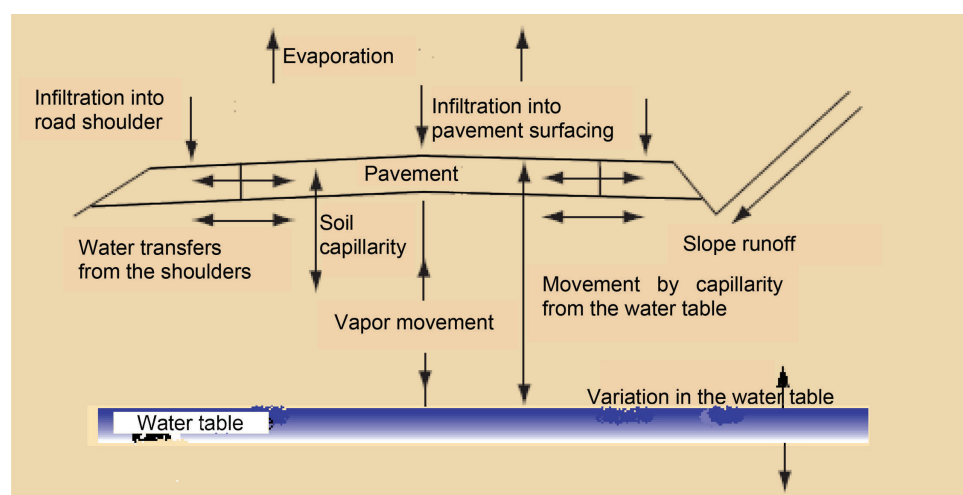 Evaporation
Infiltration into
road shoulder
Infiltration into
pavement surfacing
Pavement
Water transfers
from the shoulders
Soil
capillarity
Slope runoff
Movement by capillarity
from the water table
Vapor movement
Variation in the water table
Water table